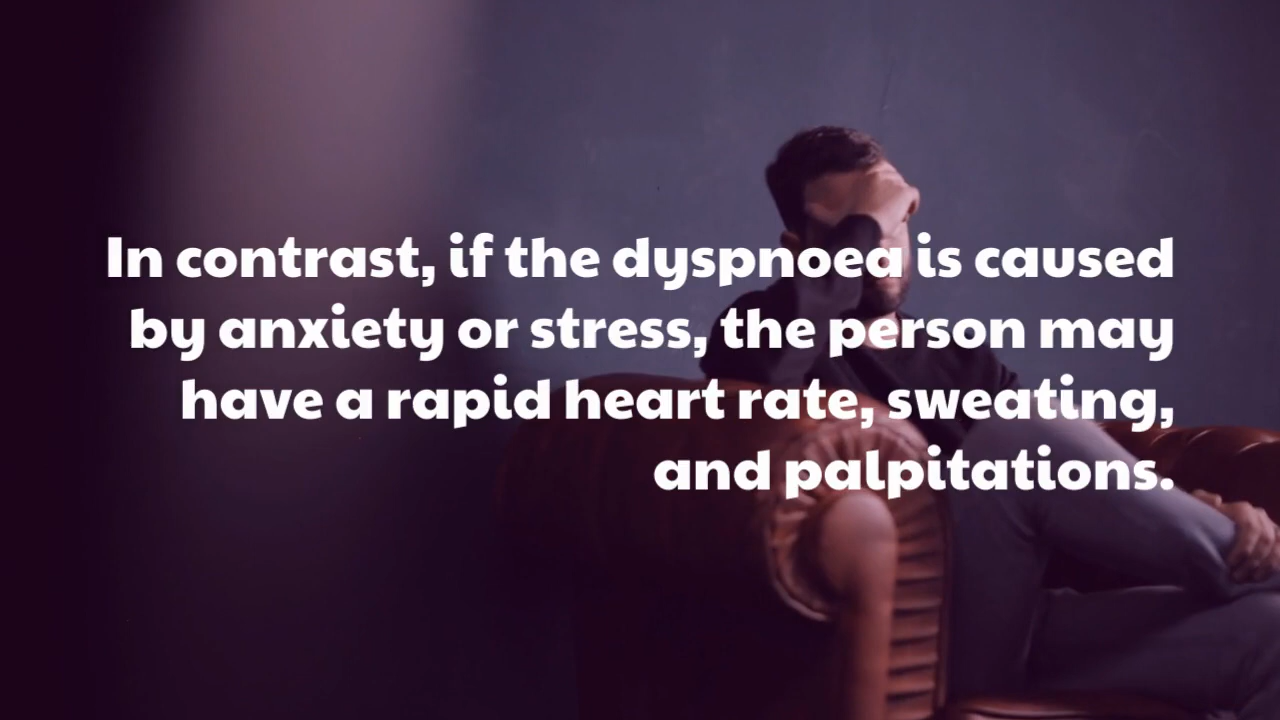 In contrast, if the dyspnoea is caused
by anxiety or stress, the person may
have a rapid heart rate, sweating,
and palpitations.